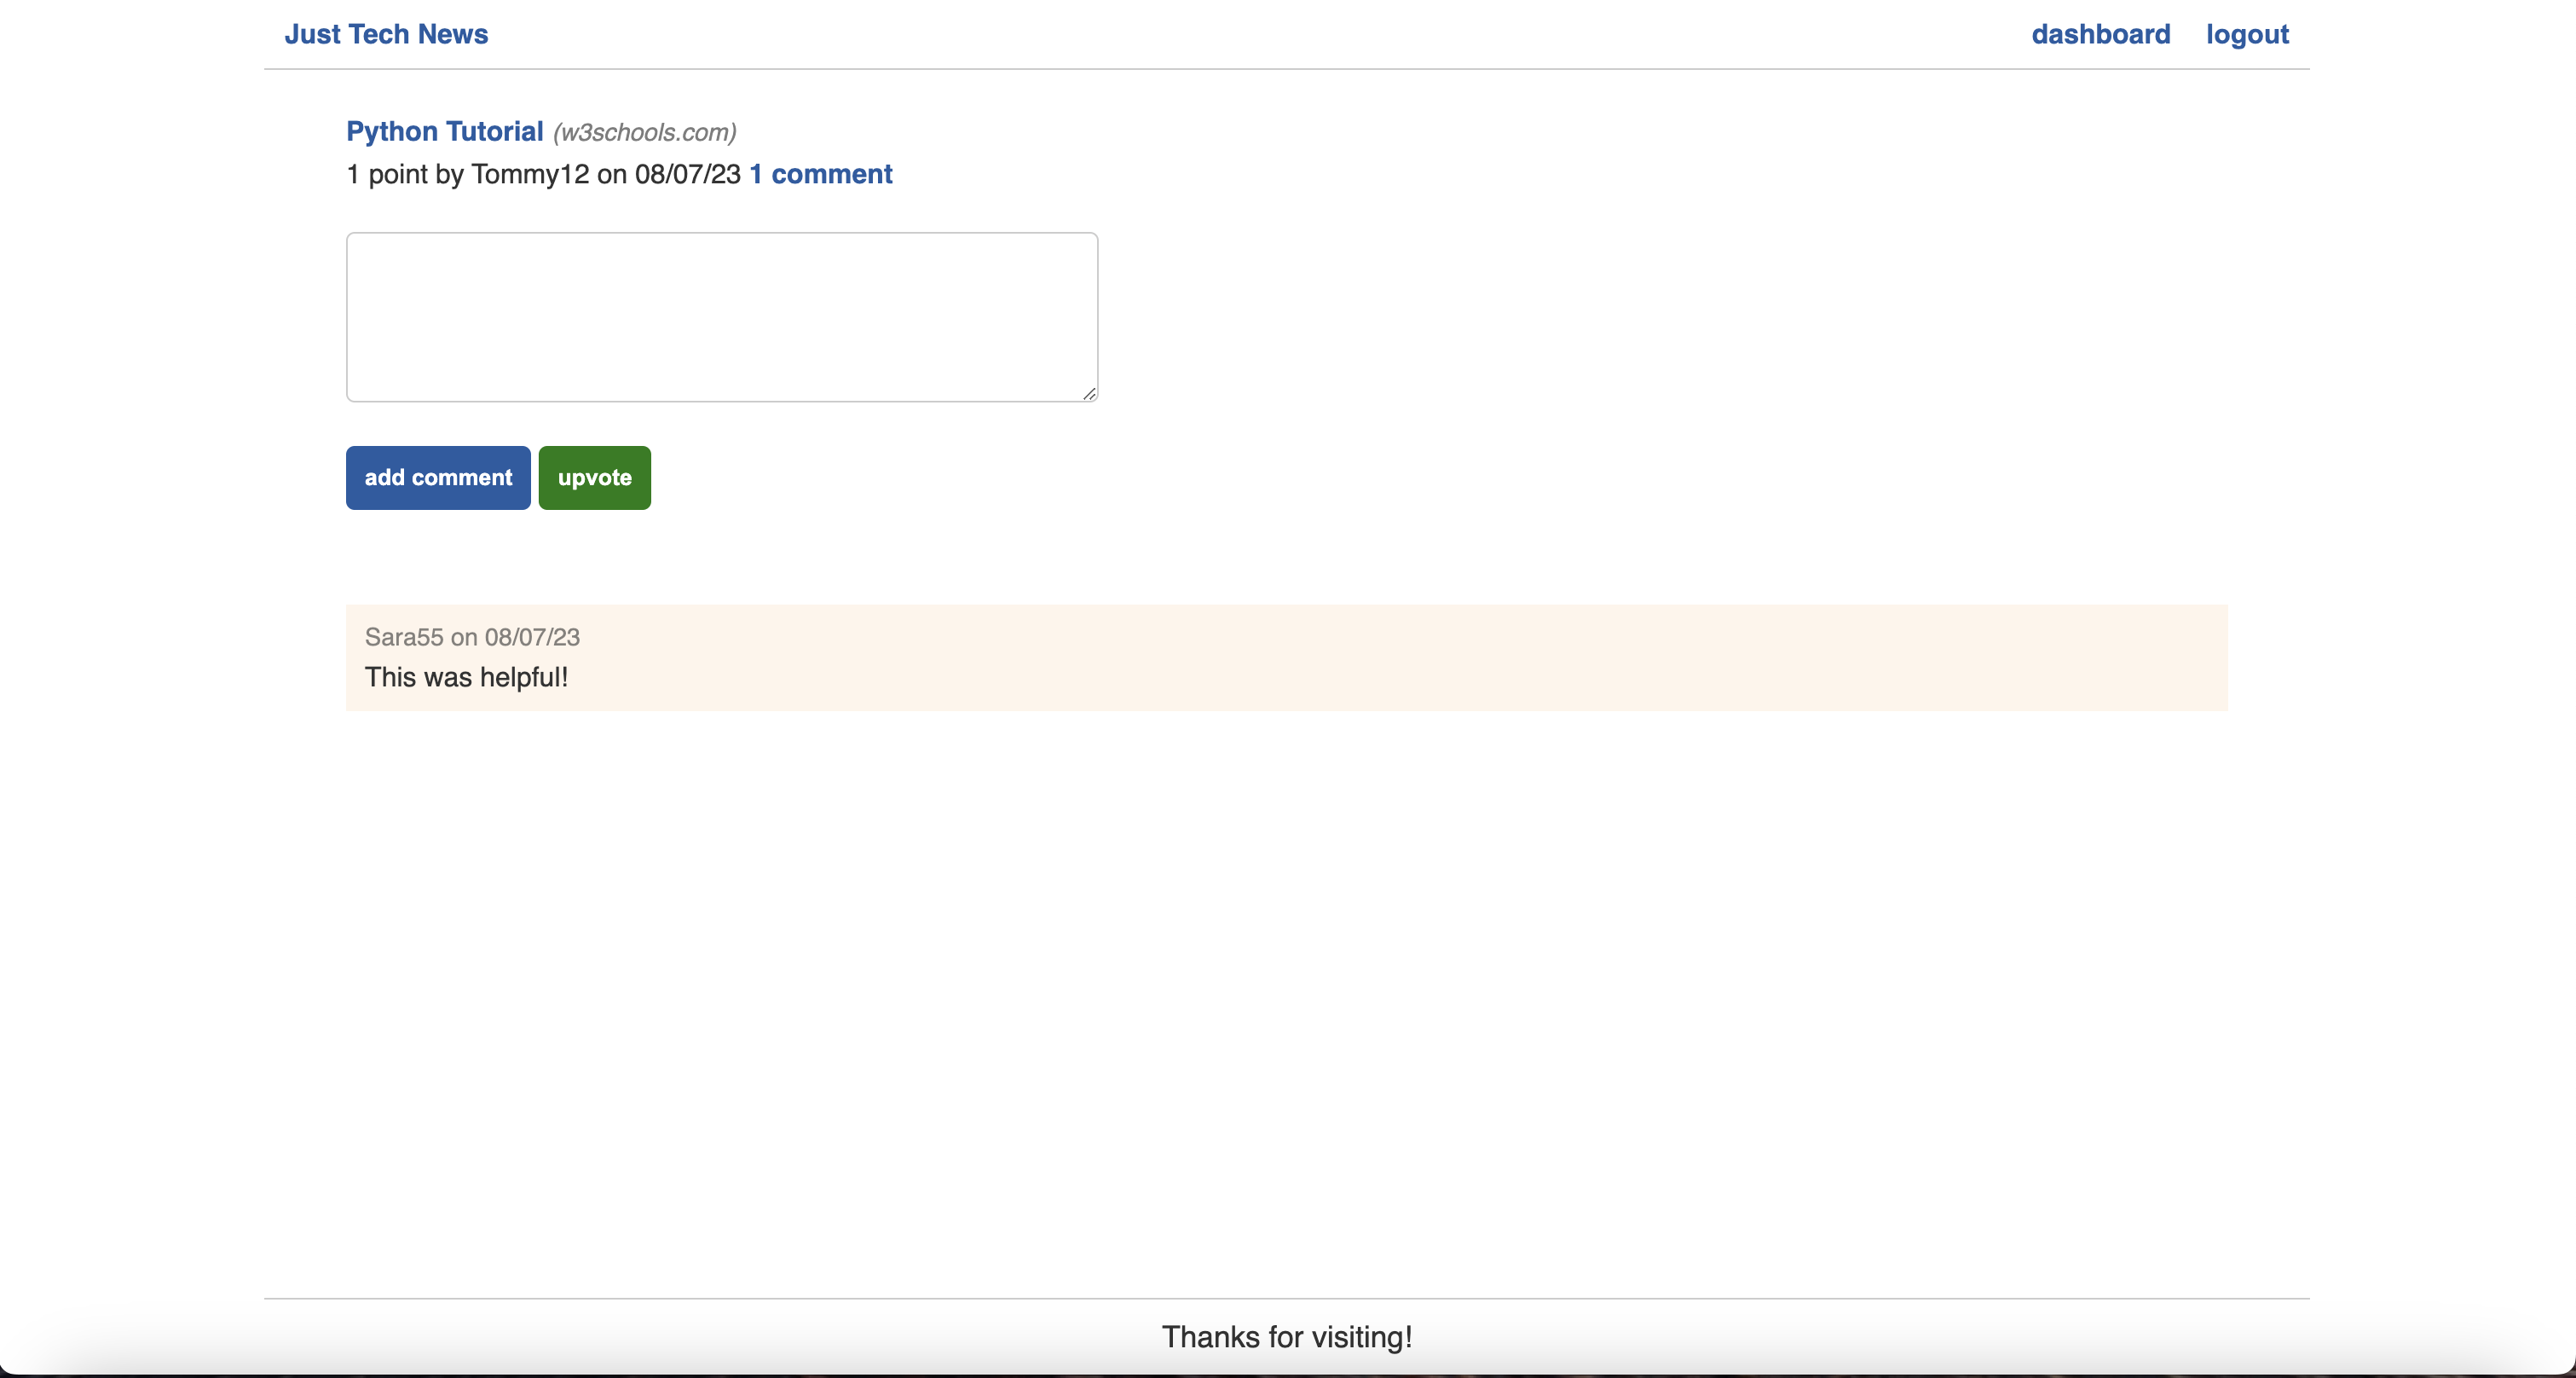 Just Tech News dashboard logout
Python Tutorial (w3schools.com)
1 point by Tommy12 on 08/07/23 1 comment
add comment upvote
Sara55 on 08/07/23
This was helpful!
Thanks for visiting!